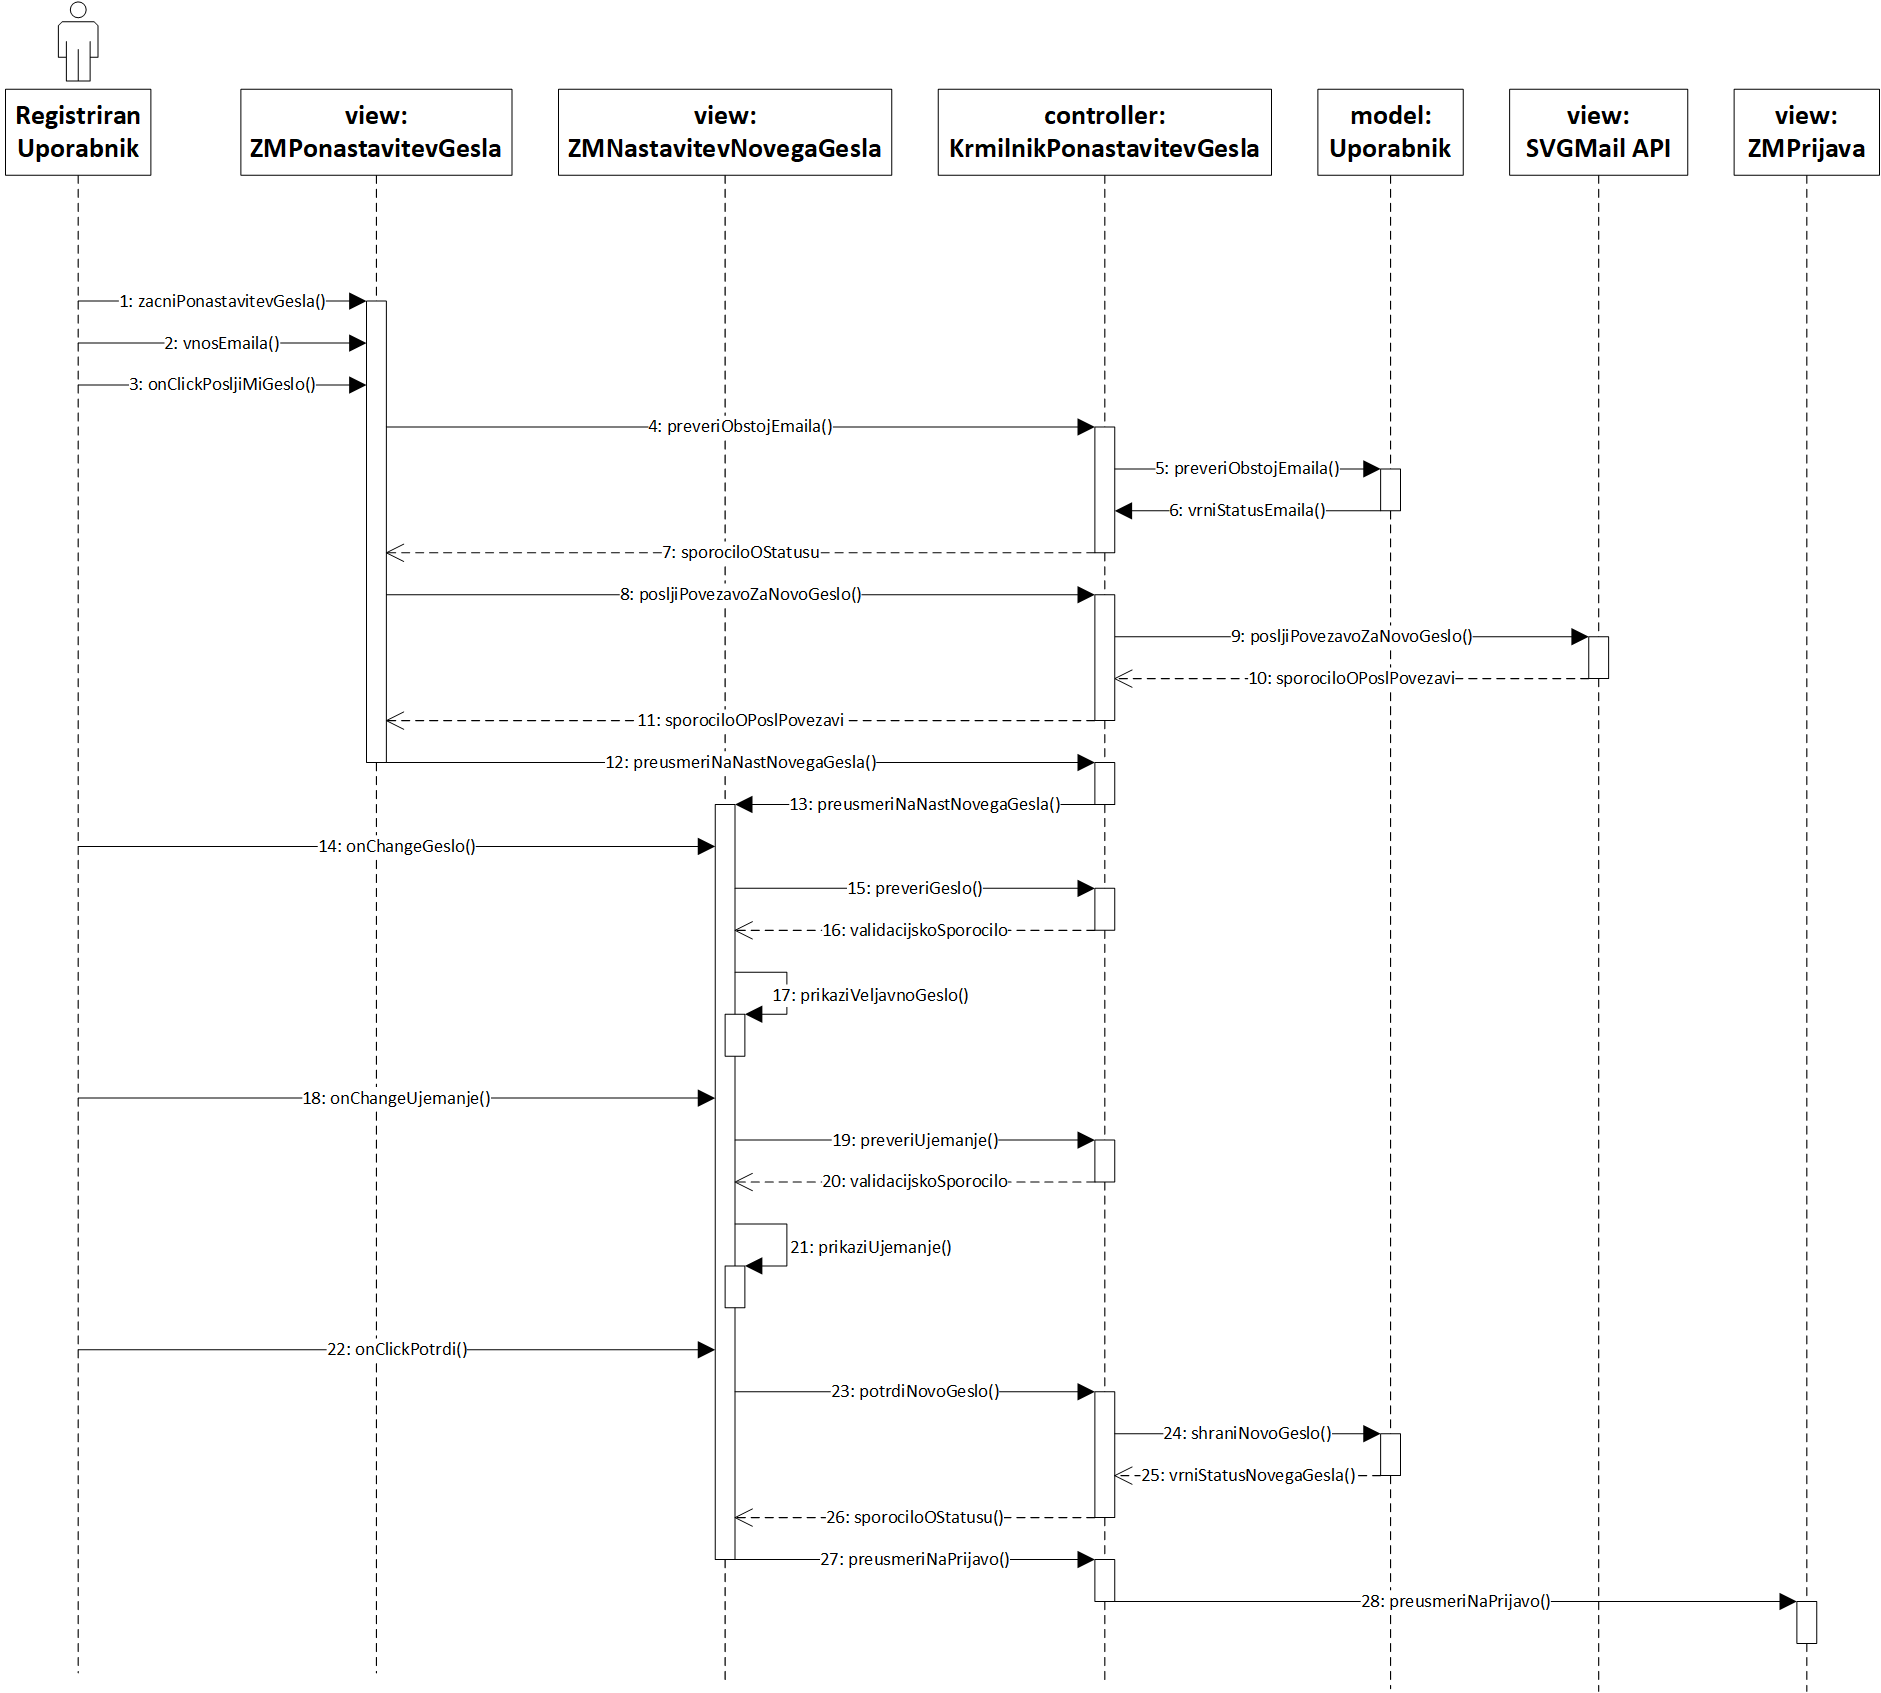 Registriran
Uporabnik
view:
ZMPonastavitevGesla
view:
ZMNastavitevNovegaGesla
controller:
KrmilnikPonastavitevGesla
model:
Uporabnik
view:
SVGMail API
view:
ZMPrijava
1: zacniPonastavitevGesla()
2: vnosEmaila()
3: onClickPosljiMiGeslo()
4: preveriObstojEmaila()
5: preveriObstojEmaila()
6: vrniStatusEmaila()
7: sporociloOStatusu
8: posljiPovezavoZaNovoGeslo()
9: posljiPovezavoZaNovoGeslo()
10: sporociloOPoslPovezavi
11: sporociloOPoslPovezavi
12: preusmeriNaNastNovegaGesla()
13: preusmeriNaNastNovegaGesla()
14: onChangeGeslo()
15: preveriGeslo()
16: validacijskoSporocilo
17: prikaziVeljavnoGeslo()
18: onChangeUjemanje()
19: preveriUjemanje()
20: validacijskoSporocilo
21: prikaziUjemanje()
22: onClickPotrdi()
23: potrdiNovoGeslo()
24: shraniNovoGeslo()
25: vrniStatusNovegaGesla()
26: sporociloOStatusu()
27: preusmeriNaPrijavo()
28: preusmeriNaPrijavo()